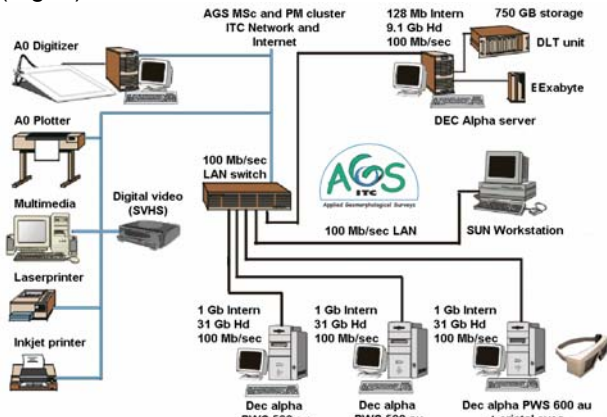 AGS MSc and PM cluster
ITC Network and
Internet
128 Mb Intern
9.1 Gb Hd
100 Mb/sec
750 GB storage
DLT unit
EExabyte
DEC Alpha server
A0 Digitizer
A0 Plotter
100 Mb/sec
LAN switch
AGS
ITC
Applied Geomorphological Surveys
Multimedia
Digital video
(SVHS)
100 Mb/sec LAN
SUN Workstation
Laserprinter
Inkjet printer
1 Gb Intern
31 Gb Hd
100 Mb/sec
1 Gb Intern
31 Gb Hd
100 Mb/sec
1 Gb Intern
31 Gb Hd
100 Mb/sec
Dec alpha
Dec alpha
Dec alpha PWS 600 au